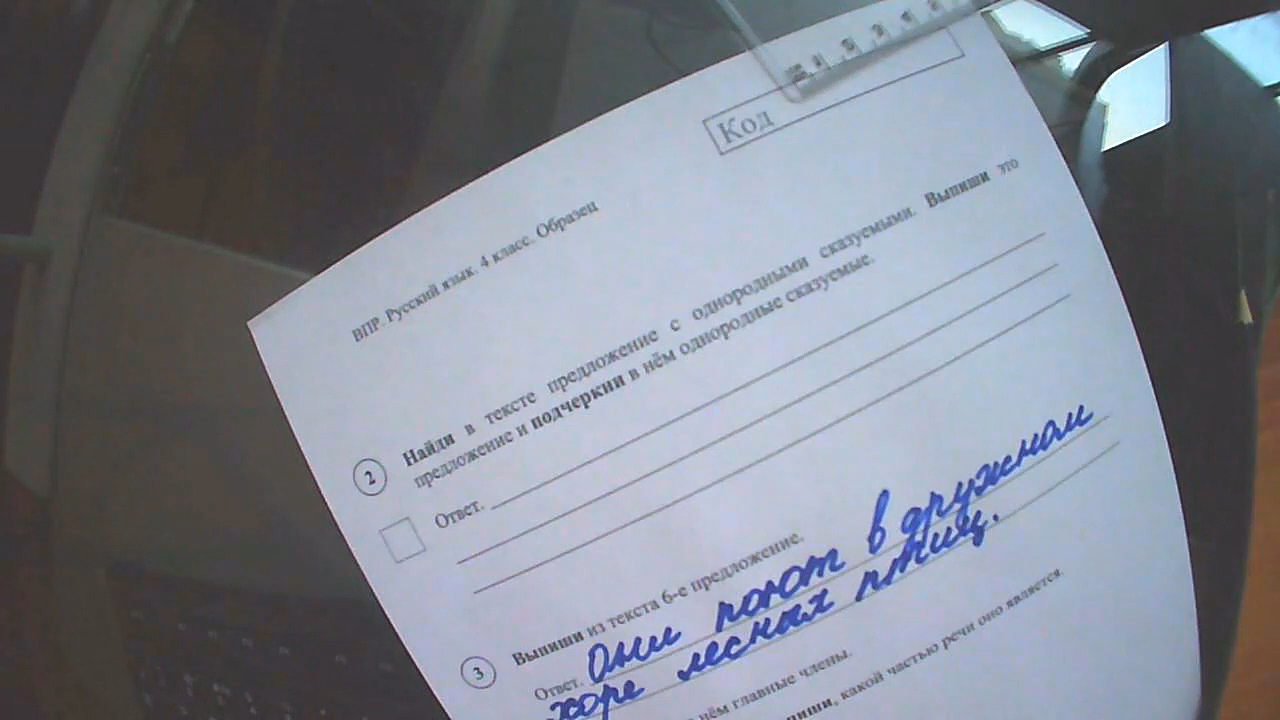 Код
ВПР. Русский язык. 4 класс. Образец
2 Найди в тексте предложение с однородными сказуемыми. Выпиши это
предложение и подчеркни в нём однородные сказуемые.
Ответ.
3 Выпиши из текста 6-е предложение.
Ответ. Они поют в дружном
хоре лесных птиц.
в нём главные члены.
какой частью речи оно является.